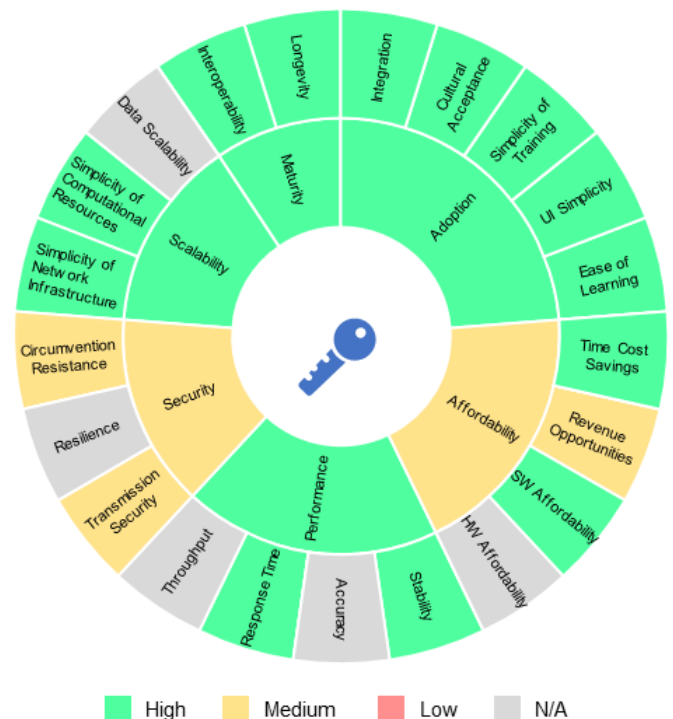 Integration
Cultural
Acceptance
Simplicity of
Training
UI Simplicity
Ease of
Learning
Time Cost
Savings
Revenue
Opportunities
SW Affordability
HW Affordability
Stability
Accuracy
Response Time
Throughput
Transmission
Security
Resilience
Circumvention
Resistance
Simplicity of
Network
Infrastructure
Simplicity of
Computational
Resources
Data Scalability
Interoperability
Longevity
Adoption
Affordability
Performance
Security
Scalability
Maturity
High
Medium
Low
N/A